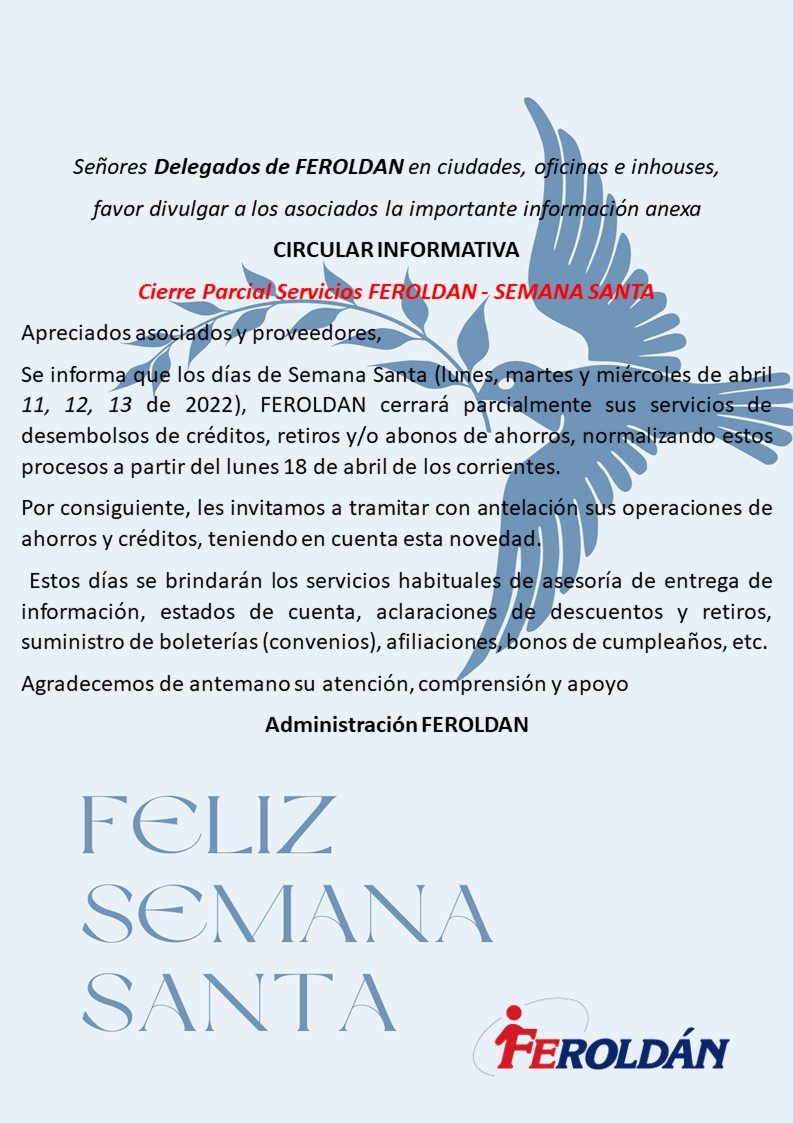 Señores Delegados de FEROLDAN en ciudades, oficinas e inhouses,
favor divulgar a los asociados la importante información anexa
CIRCULAR INFORMATIVA
Cierre Parcial Servicios FEROLDAN - SEMANA SANTA
Apreciados asociados y proveedores,
Se informa que los días de Semana Santa (lunes, martes y miércoles de abril
11, 12, 13 de 2022), FEROLDAN cerrará parcialmente sus servicios de
desembolsos de créditos, retiros y/o abonos de ahorros, normalizando estos
procesos a partir del lunes 18 de abril de los corrientes.
Por consiguiente, les invitamos a tramitar con antelación sus operaciones de
ahorros y créditos, teniendo en cuenta esta novedad.
Estos días se brindarán los servicios habituales de asesoría de entrega de
información, estados de cuenta, aclaraciones de descuentos y retiros,
suministro de boleterías (convenios), afiliaciones, bonos de cumpleaños, etc.
Agradecemos de antemano su atención, comprensión y apoyo
Administración FEROLDAN
FELIZ
SEMANA
SANTA
FEROLDÁN